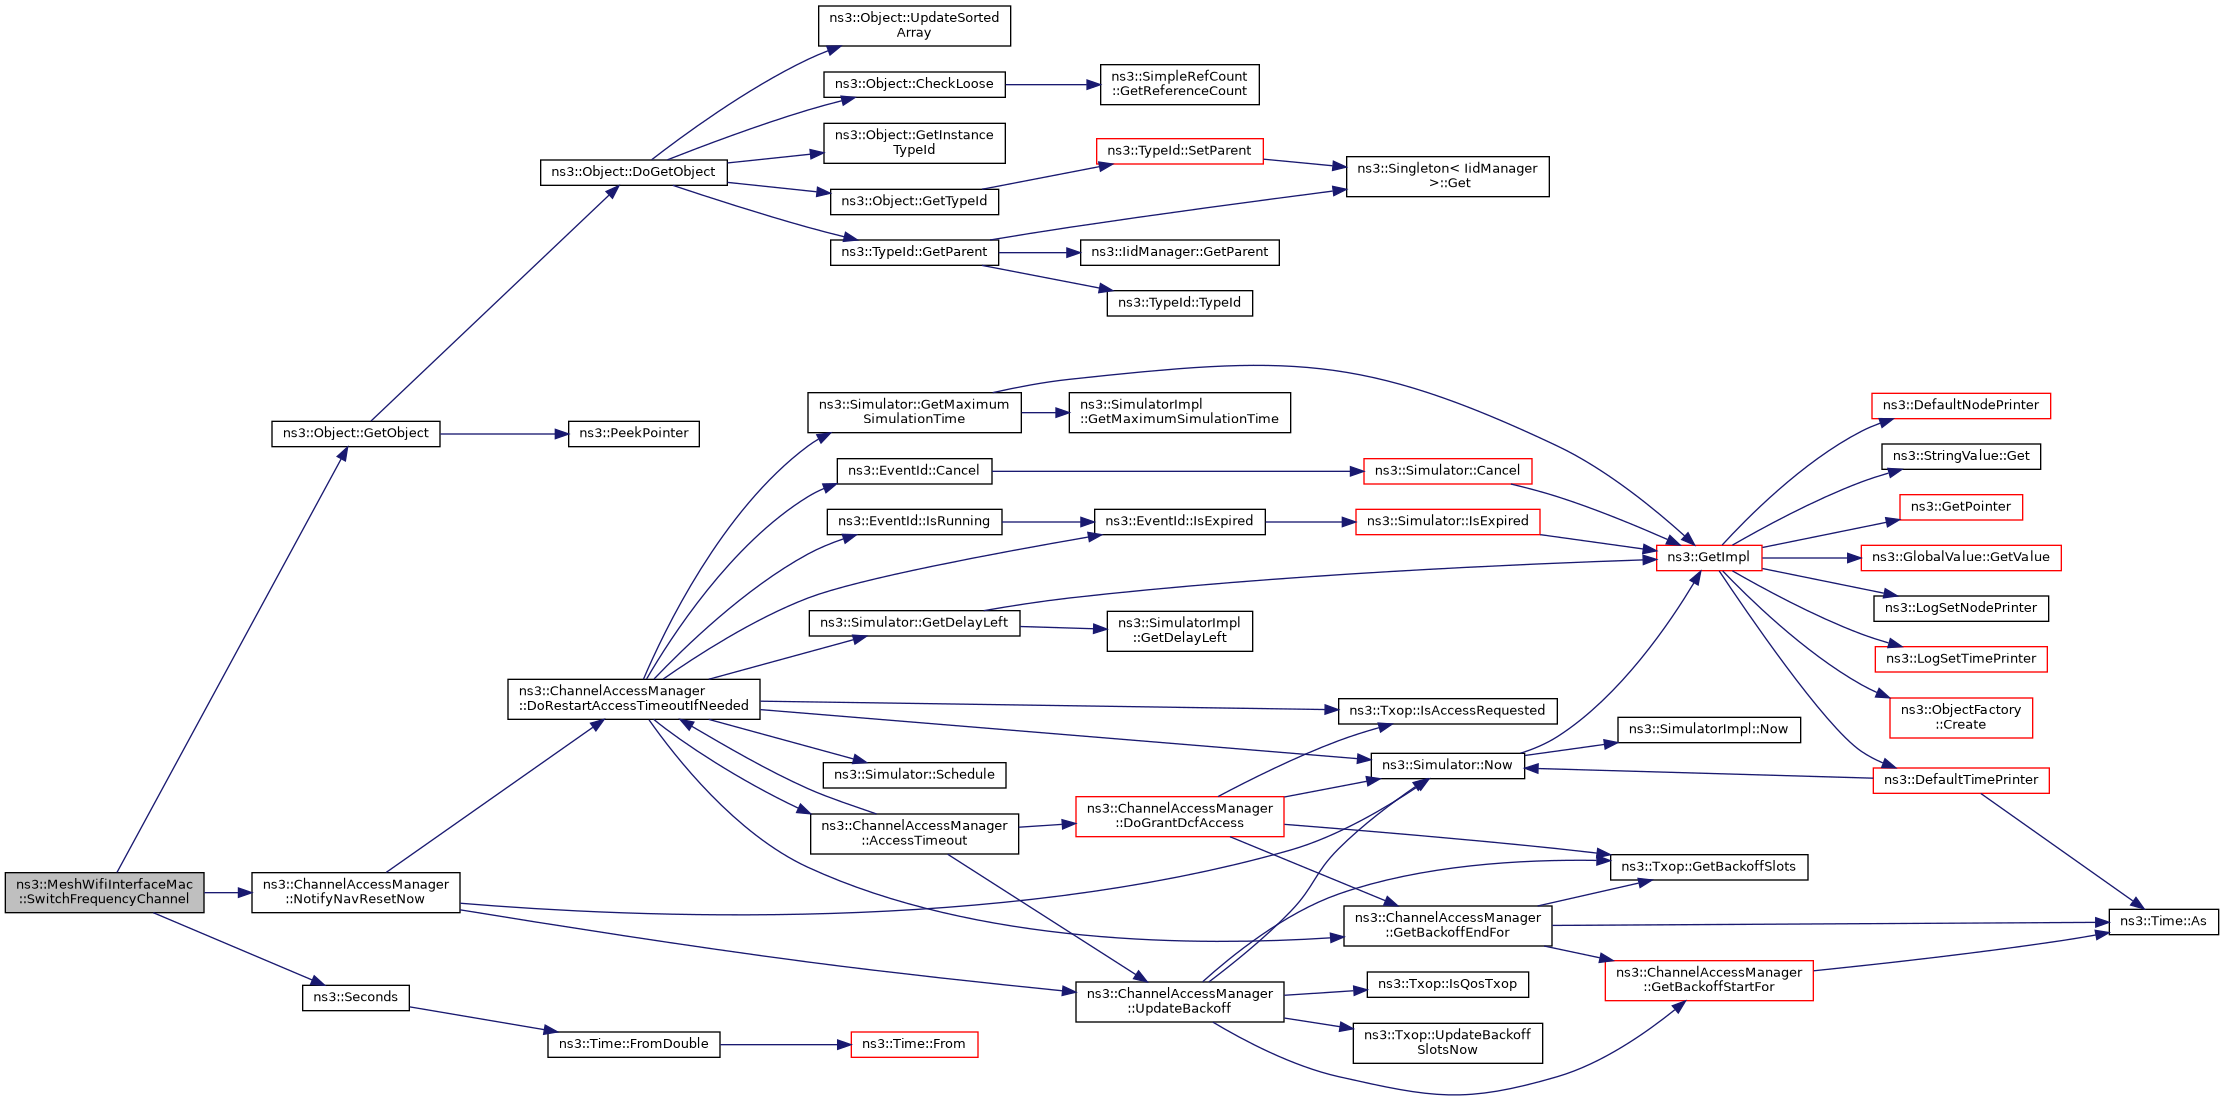 ns3::Object::UpdateSorted
Array
ns3::Object::CheckLoose
ns3::SimpleRefCount
::GetReferenceCount
ns3::Object::GetInstance
TypeId
ns3::TypeId::SetParent
ns3::Object::DoGetObject
ns3::Singleton< IidManager
>::Get
ns3::Object::GetTypeId
ns3::TypeId::GetParent
ns3::IidManager::GetParent
ns3::TypeId::TypeId
ns3::Object::GetObject
ns3::PeekPointer
ns3::Simulator::GetMaximum
SimulationTime
ns3::SimulatorImpl
::GetMaximumSimulationTime
ns3::DefaultNodePrinter
ns3::EventId::Cancel
ns3::Simulator::Cancel
ns3::StringValue::Get
ns3::EventId::IsRunning
ns3::EventId::IsExpired
ns3::Simulator::IsExpired
ns3::GetPointer
ns3::GetImpl
ns3::GlobalValue::GetValue
ns3::Simulator::GetDelayLeft
ns3::SimulatorImpl
::GetDelayLeft
ns3::LogSetNodePrinter
ns3::LogSetTimePrinter
ns3::ChannelAccessManager
::DoRestartAccessTimeoutIfNeeded
ns3::Txop::IsAccessRequested
ns3::ObjectFactory
::Create
ns3::SimulatorImpl::Now
ns3::Simulator::Schedule
ns3::Simulator::Now
ns3::DefaultTimePrinter
ns3::ChannelAccessManager
::AccessTimeout
ns3::ChannelAccessManager
::DoGrantDcfAccess
ns3::Txop::GetBackoffSlots
ns3::MeshWifiInterfaceMac
::SwitchFrequencyChannel
ns3::ChannelAccessManager
::NotifyNavResetNow
ns3::ChannelAccessManager
::GetBackoffEndFor
ns3::Time::As
ns3::Seconds
ns3::ChannelAccessManager
::UpdateBackoff
ns3::Txop::IsQosTxop
ns3::ChannelAccessManager
::GetBackoffStartFor
ns3::Time::FromDouble
ns3::Time::From
ns3::Txop::UpdateBackoff
SlotsNow